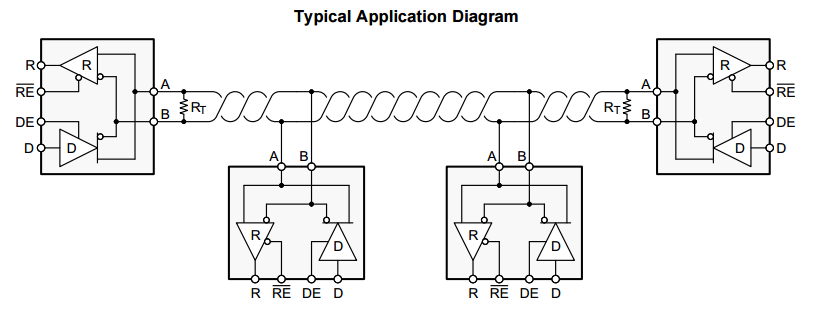 Typical Application Diagram
R R A A R R
RE RT RT RE
DE B B DE
D D D D
A B A B
R D R D
R RE DE D R RE DE D